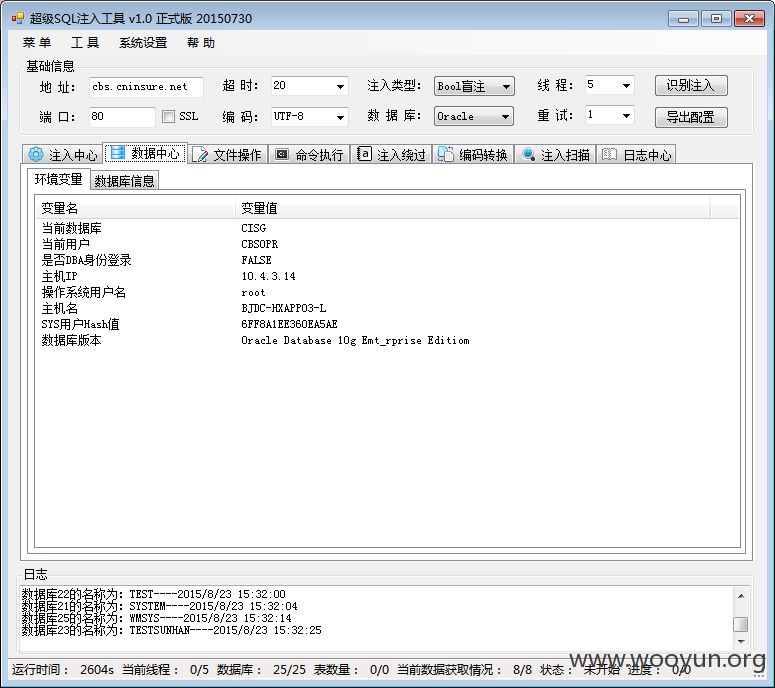 超级SQL注入工具 v1.0 正式版 20150730
菜 单 工 具 系统设置 帮 助
基础信息
地 址: cbs.cninsure.net 超 时: 20 注入类型: Bool盲注 线 程: 5 识别注入
端 口: 80 SSL 编 码: UTF-8 数 据 库: Oracle 重 试: 1 导出配置
注入中心 数据中心 文件操作 命令执行 注入绕过 编码转换 注入扫描 日志中心
环境变量 数据库信息
变量名 变量值
当前数据库 CISG
当前用户 CBSOPR
是否DBA身份登录 FALSE
主机IP 10.4.3.14
操作系统用户名 root
主机名 BJDC-HXAPP03-L
SYS用户Hash值 6FF8A1EE360EA5AE
数据库版本 Oracle Database 10g Emt_rprise Editiom
日志
数据库22的名称为: TEST----2015/8/23 15:32:00
数据库21的名称为: SYSTEM----2015/8/23 15:32:04
数据库25的名称为: WMSYS----2015/8/23 15:32:14
数据库23的名称为: TESTSUNHAN----2015/8/23 15:32:25
运行时间: 2604s 当前线程: 0/5 数据库: 25/25 表数量: 0/0 当前数据获取情况: 8/8 状态: 未开始 进度: 0/0
www.wooyun.org